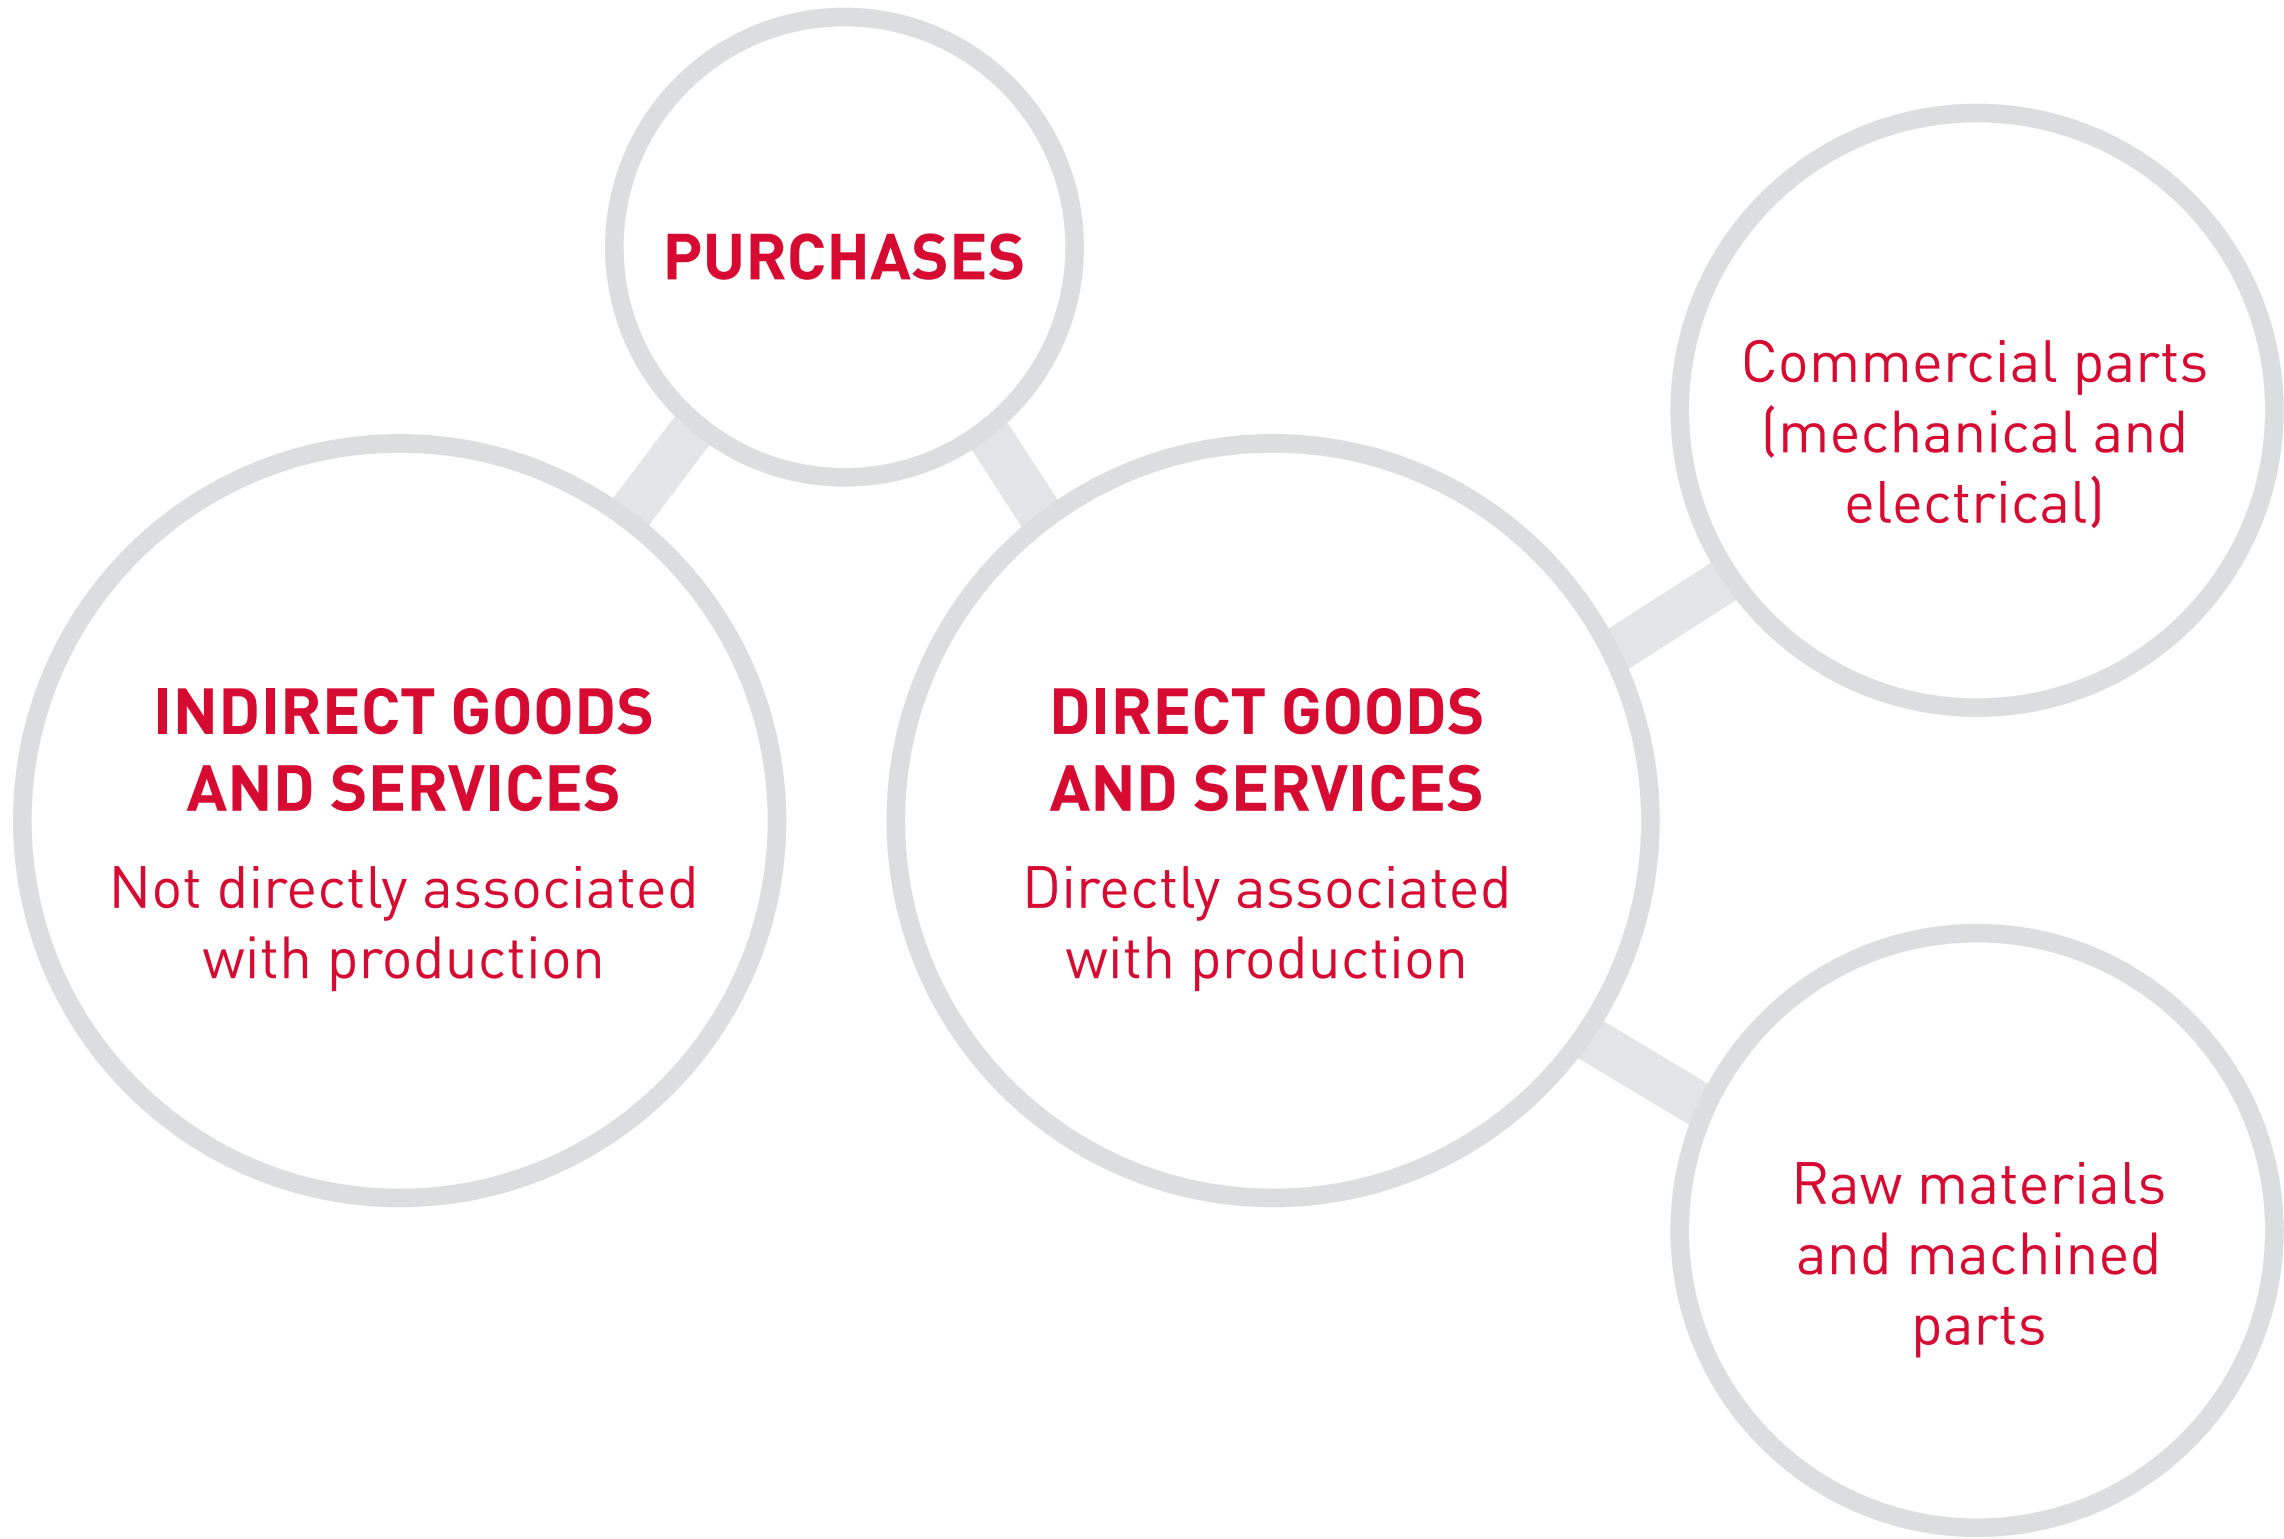 PURCHASES
INDIRECT GOODS
AND SERVICES
Not directly associated
with production
DIRECT GOODS
AND SERVICES
Directly associated
with production
Commercial parts
(mechanical and
electrical)
Raw materials
and machined
parts